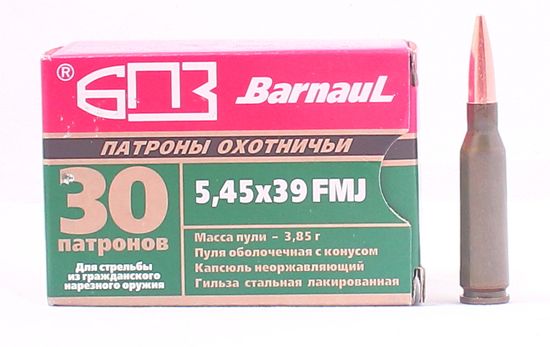 ® БПЗ Barnaul
ПАТРОНЫ ОХОТНИЧЬИ
30
патронов
Для стрельбы
из гражданского
нарезного оружия
5,45х39 FMJ
Масса пули – 3,85 г
Пуля оболочечная с конусом
Капсюль неоржавляющий
Гильза стальная лакированная